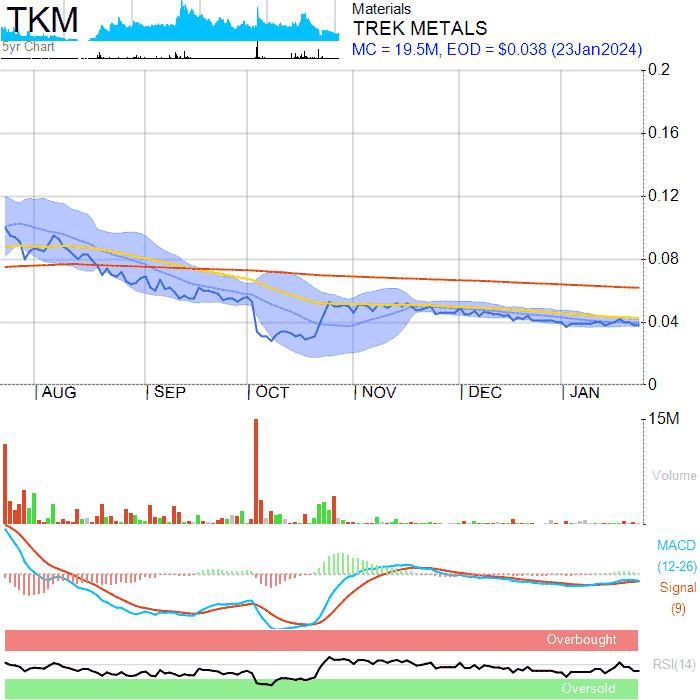 TKM
5yr Chart
Materials
TREK METALS
MC = 19.5M, EOD = $0.038 (23Jan2024)
0.2
0.16
0.12
0.08
0.04
0
AUG SEP OCT NOV DEC JAN
15M
Volume
MACD
(12-26)
Signal
(9)
Overbought
RSI(14)
Oversold